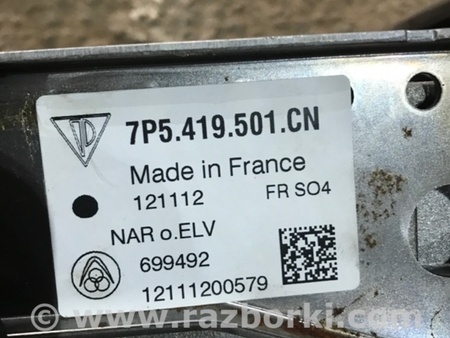 7P5.419.501.CN
Made in France
121112 FR SO4
NAR o.ELV
699492
12111200579
© www.razborki.com